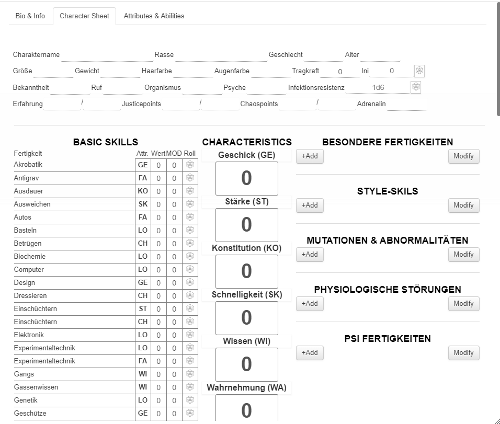 Bio & Info Character Sheet Attributes & Abilities
Charaktername Rasse Geschlecht Alter
Größe Gewicht Haarfarbe Augenfarbe Tragkraft 0 Ini 0
Bekanntheit Ruf Organismus Psyche Infektionsresistenz 1d6
Erfahrung / Justicepoints / Chaospoints / Adrenalin
BASIC SKILLS
Fertigkeit Attr. Wert MOD Roll
Akrobatik GE 0 0
Antigrav FA 0 0
Ausdauer KO 0 0
Ausweichen SK 0 0
Autos FA 0 0
Basteln LO 0 0
Betrügen CH 0 0
Biochemie LO 0 0
Computer LO 0 0
Design GE 0 0
Dressieren CH 0 0
Einschüchtern ST 0 0
Einschüchtern CH 0 0
Elektronik LO 0 0
Experimentaltechnik LO 0 0
Experimentaltechnik FA 0 0
Gangs WI 0 0
Gassenwissen WI 0 0
Genetik LO 0 0
Geschütze GE 0 0
CHARACTERISTICS
Geschick (GE)
0
Stärke (ST)
0
Konstitution (KO)
0
Schnelligkeit (SK)
0
Wissen (WI)
0
Wahrnehmung (WA)
0
BESONDERE FERTIGKEITEN
+Add Modify
STYLE-SKILS
+Add Modify
MUTATIONEN & ABNORMALITÄTEN
+Add Modify
PHYSIOLOGISCHE STÖRUNGEN
+Add Modify
PSI FERTIGKEITEN
+Add Modify